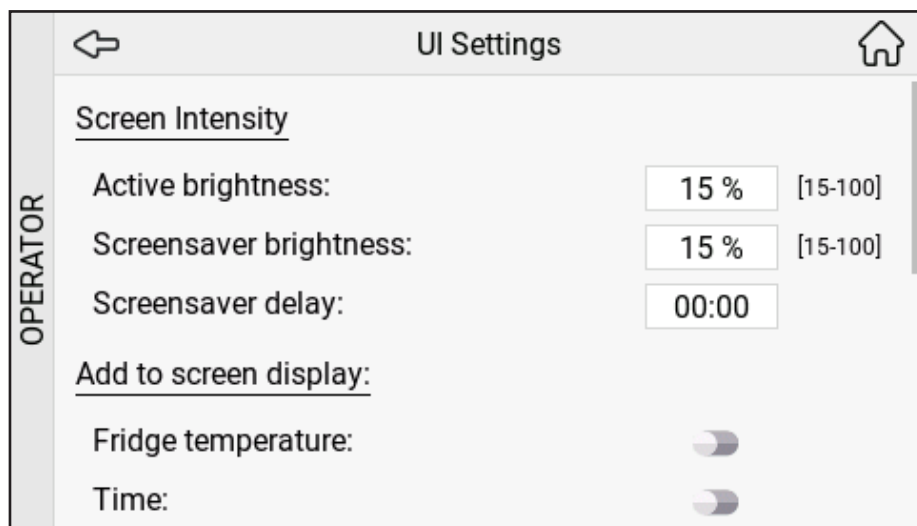 UI Settings
OPERATOR
Screen Intensity
Active brightness: 15 % [15-100]
Screensaver brightness: 15 % [15-100]
Screensaver delay: 00:00
Add to screen display:
Fridge temperature:
Time: